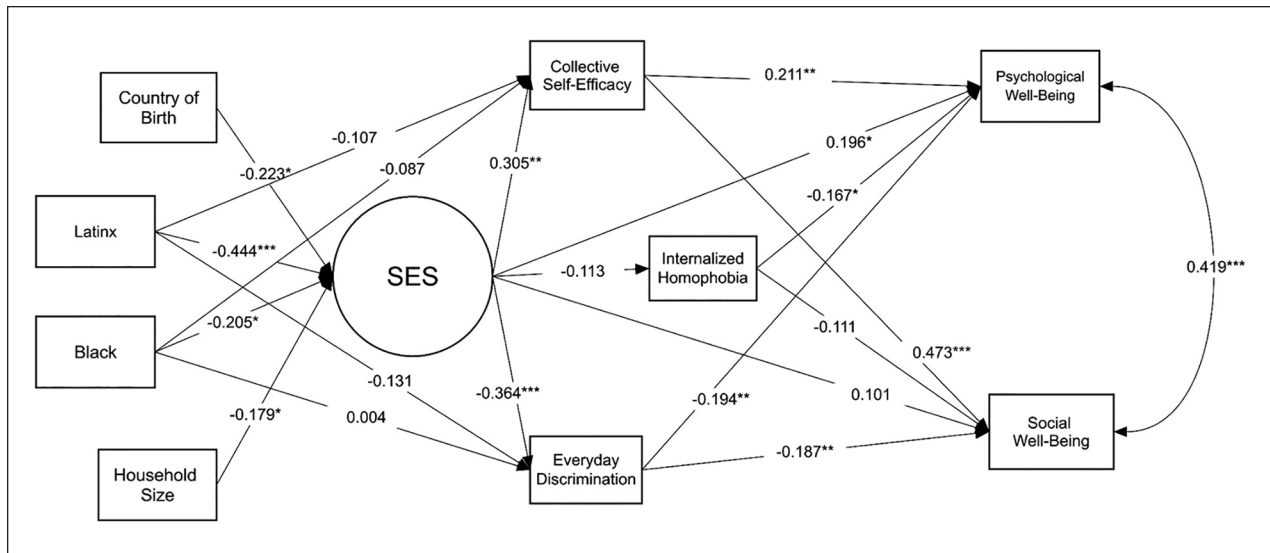 Country of
Birth
Latinx
Black
Household
Size
SES
Collective
Self-Efficacy
Internalized
Homophobia
Everyday
Discrimination
Psychological
Well-Being
Social
Well-Being
-0.107
-0.087
-0.223*
-0.444***
-0.205*
-0.179*
-0.131
0.004
0.305**
-0.113
-0.364***
0.211**
0.196*
-0.167*
-0.111
0.473***
0.101
-0.194**
-0.187**
0.419***